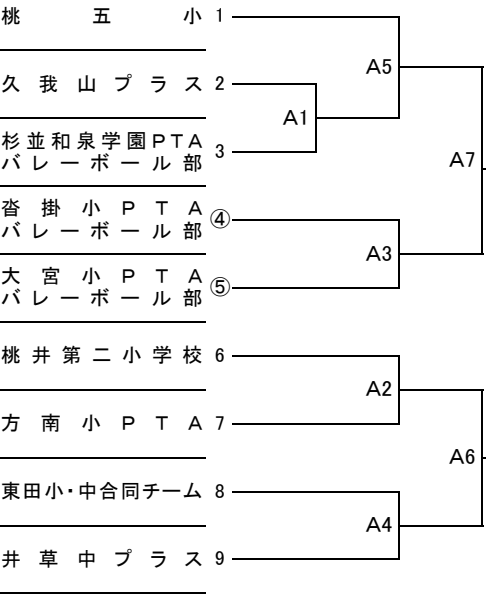 桃五小 1
A5
久我山プラス 2
A1
杉並和泉学園PTA
バレーボール部 3
A7
沓掛小PTA
バレーボール部 ④
A3
大宮小PTA
バレーボール部 ⑤
桃井第二小学校 6
A2
方南小PTA 7
A6
東田小・中合同チーム 8
A4
井草中プラス 9